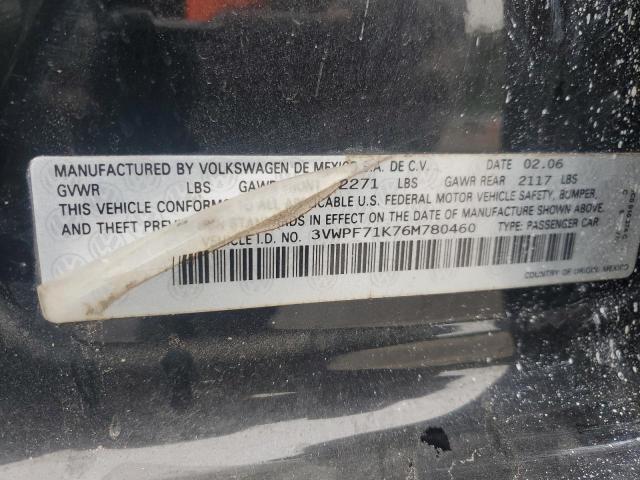 MANUFACTURED BY VOLKSWAGEN DE MEXICO S.A. DE C.V. DATE 02.06
GVWR LBS GAWR FRONT 2271 LBS GAWR REAR 2117 LBS
THIS VEHICLE CONFORMS TO ALL APPLICABLE U.S. FEDERAL MOTOR VEHICLE SAFETY, BUMPER,
AND THEFT PREVENTION STANDARDS IN EFFECT ON THE DATE OF MANUFACTURE SHOWN ABOVE.
VEHICLE I.D. NO. 3VWPF71K76M780460 TYPE: PASSENGER CAR
COUNTRY OF ORIGIN: MEXICO